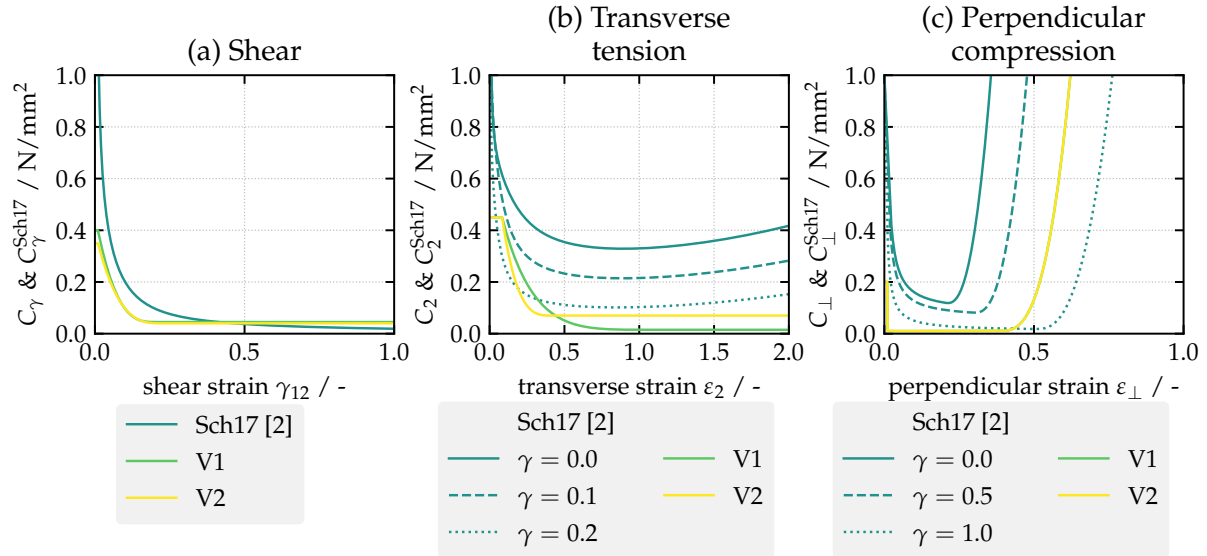 (a) Shear
(b) Transverse
tension
(c) Perpendicular
compression
C_γ & C_γ^Sch17 / N/mm²
1.0
0.8
0.6
0.4
0.2
0.0
0.0 0.5 1.0
shear strain γ₁₂ / -
Sch17 [2]
V1
V2
C₂ & C₂^Sch17 / N/mm²
1.0
0.8
0.6
0.4
0.2
0.0
0.0 0.5 1.0 1.5 2.0
transverse strain ε₂ / -
Sch17 [2]
γ = 0.0 V1
γ = 0.1 V2
γ = 0.2
C_⊥ & C_⊥^Sch17 / N/mm²
1.0
0.8
0.6
0.4
0.2
0.0
0.0 0.5 1.0
perpendicular strain ε_⊥ / -
Sch17 [2]
γ = 0.0 V1
γ = 0.5 V2
γ = 1.0